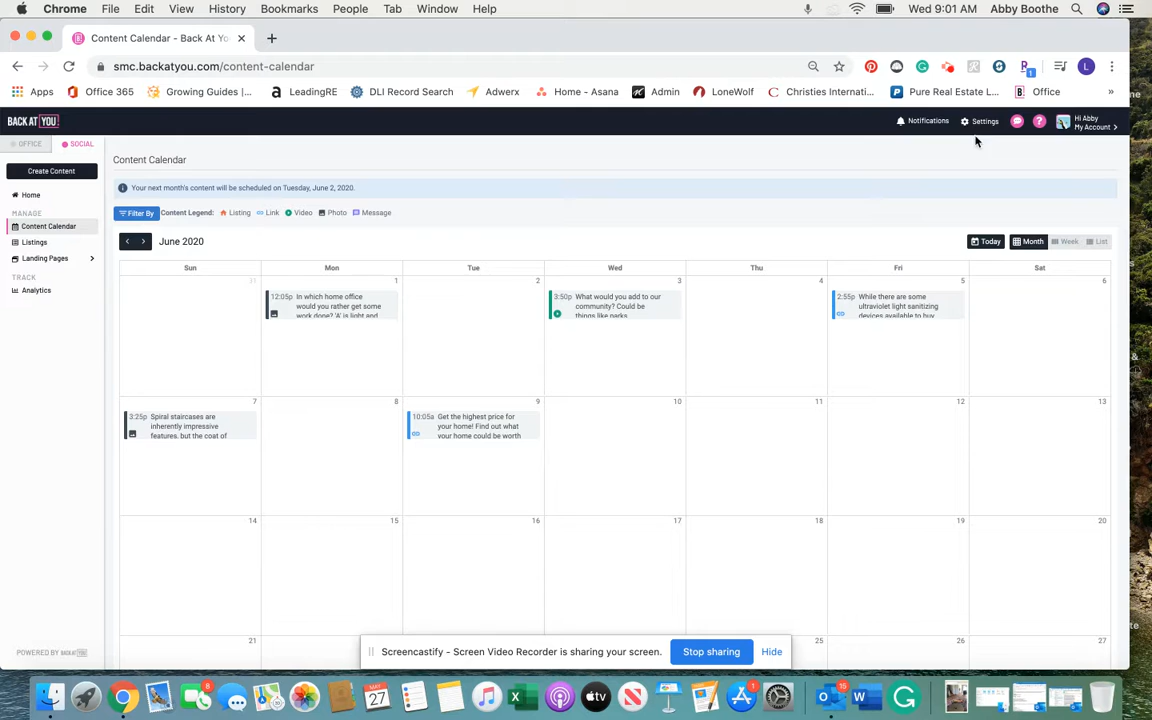 Chrome File Edit View History Bookmarks People Tab Window Help Wed 9:01 AM Abby Boothe
Content Calendar - Back At Yo
smc.backatyou.com/content-calendar
Apps Office 365 Growing Guides |... LeadingRE DLI Record Search Adwerx Home - Asana Admin LoneWolf Christies Internati... Pure Real Estate L... Office »
BACK AT YOU! Notifications Settings Hi Abby
My Account
OFFICE SOCIAL
Create Content
Home
MANAGE
Content Calendar
Listings
Landing Pages
TRACK
Analytics
POWERED BY BACK AT YOU
Content Calendar
Your next month's content will be scheduled on Tuesday, June 2, 2020.
Filter By Content Legend: Listing Link Video Photo Message
June 2020 Today Month Week List
Sun Mon Tue Wed Thu Fri Sat
1 2 3 4 5 6
12:05p In which home office
would you rather get some
work done? 'A' is light and
3:50p What would you add to our
community? Could be
things like parks,
2:55p While there are some
ultraviolet light sanitizing
devices available to buy
7 8 9 10 11 12 13
3:25p Spiral staircases are
inherently impressive
features, but the coat of
10:05a Get the highest price for
your home! Find out what
your home could be worth
14 15 16 17 18 19 20
21 25 26 27
Screencastify - Screen Video Recorder is sharing your screen. Stop sharing Hide
8 MAY
27 1 15